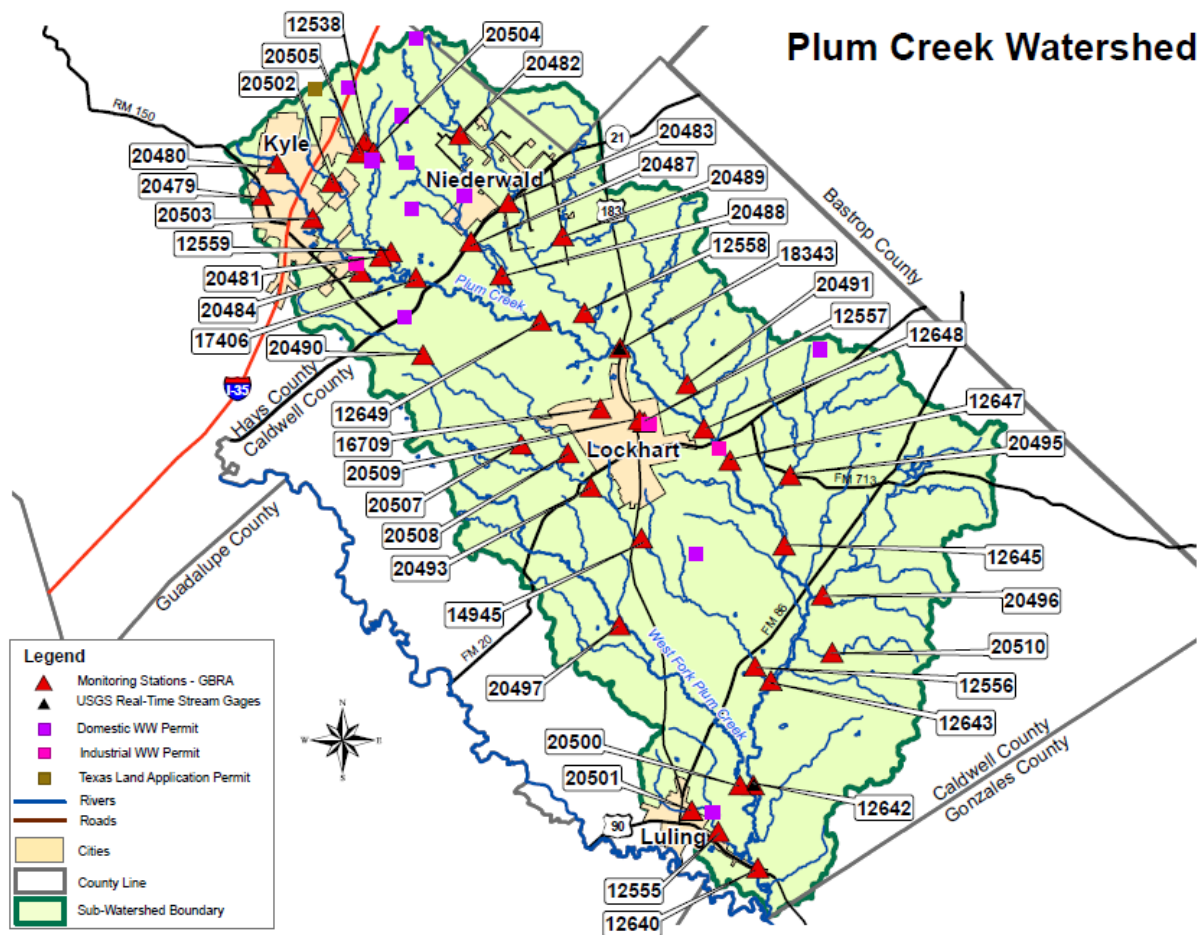 Plum Creek Watershed
12538
20504
20505
20482
20502
RM 150
21
20483
Kyle
20480
20487
Niederwald
20479
20489
183
20503
20488
Bastrop County
12559
12558
20481
18343
Plum Creek
20484
20491
17406
12557
20490
12648
I-35
Hays County
Caldwell County
12649
12647
16709
Lockhart
20509
20495
FM 713
20507
20508
Guadalupe County
12645
20493
20496
14945
FM 86
20510
West Fork Plum Creek
FM 20
12556
20497
12643
20500
Caldwell County
Gonzales County
20501
12642
90
Luling
12555
12640
Legend
Monitoring Stations - GBRA
USGS Real-Time Stream Gages
Domestic WW Permit
Industrial WW Permit
Texas Land Application Permit
Rivers
Roads
Cities
County Line
Sub-Watershed Boundary
N
W
E
S